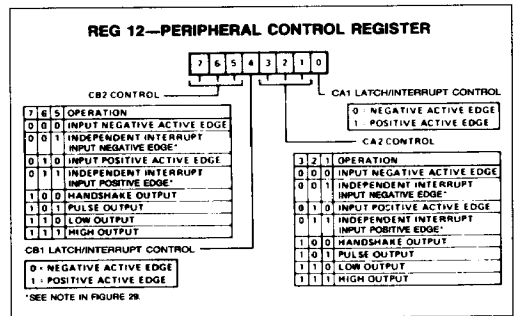 REG 12—PERIPHERAL CONTROL REGISTER
7 6 5 4 3 2 1 0
CB2 CONTROL
7 6 5 OPERATION
0 0 0 INPUT NEGATIVE ACTIVE EDGE
0 0 1 INDEPENDENT INTERRUPT
INPUT NEGATIVE EDGE*
0 1 0 INPUT POSITIVE ACTIVE EDGE
0 1 1 INDEPENDENT INTERRUPT
INPUT POSITIVE EDGE*
1 0 0 HANDSHAKE OUTPUT
1 0 1 PULSE OUTPUT
1 1 0 LOW OUTPUT
1 1 1 HIGH OUTPUT
CB1 LATCH/INTERRUPT CONTROL
0 - NEGATIVE ACTIVE EDGE
1 - POSITIVE ACTIVE EDGE
*SEE NOTE IN FIGURE 29.
CA1 LATCH/INTERRUPT CONTROL
0 - NEGATIVE ACTIVE EDGE
1 - POSITIVE ACTIVE EDGE
CA2 CONTROL
3 2 1 OPERATION
0 0 0 INPUT NEGATIVE ACTIVE EDGE
0 0 1 INDEPENDENT INTERRUPT
INPUT NEGATIVE EDGE*
0 1 0 INPUT POSITIVE ACTIVE EDGE
0 1 1 INDEPENDENT INTERRUPT
INPUT POSITIVE EDGE*
1 0 0 HANDSHAKE OUTPUT
1 0 1 PULSE OUTPUT
1 1 0 LOW OUTPUT
1 1 1 HIGH OUTPUT